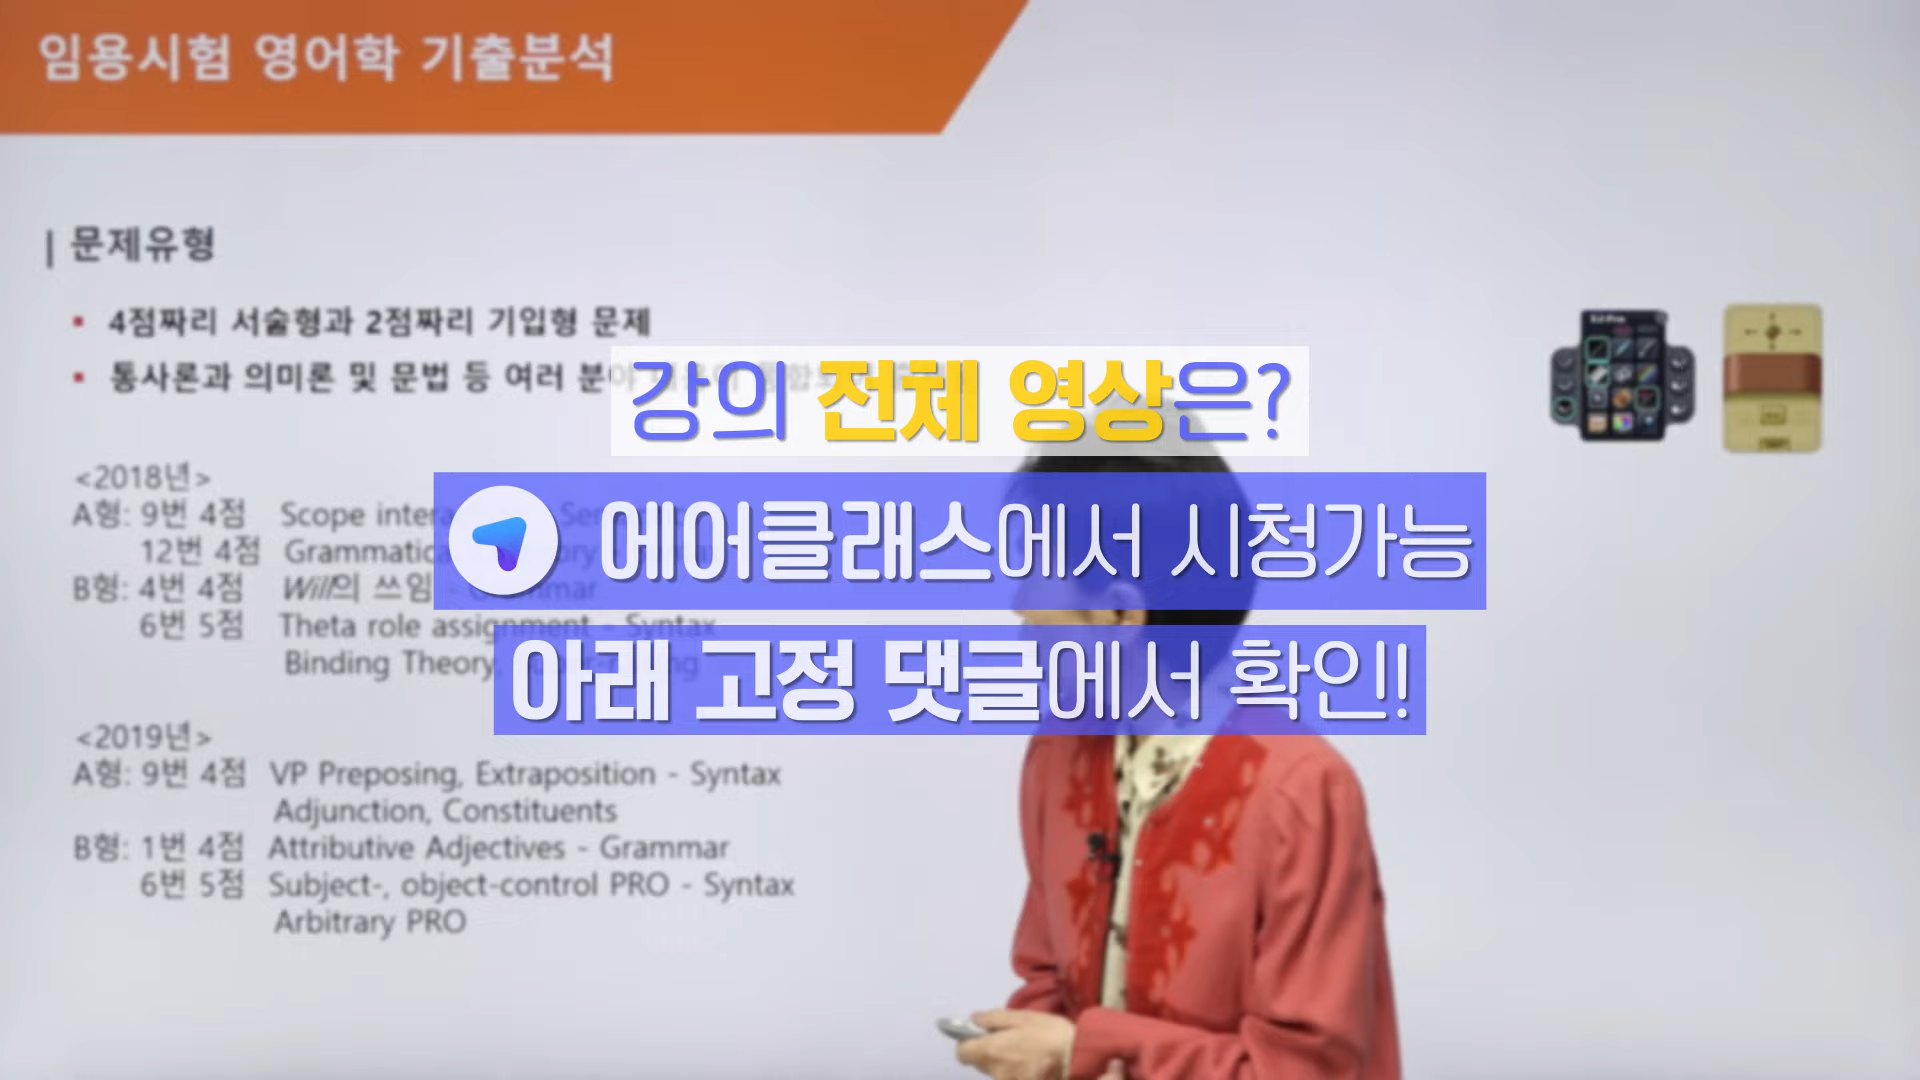 임용시험 영어학 기출분석
| 문제유형
▪ 4점짜리 서술형과 2점짜리 기입형 문제
▪ 통사론과 의미론 및 문법 등 여러
강의 전체 영상은?
에어클래스에서 시청가능
아래 고정 댓글에서 확인!
<2018년>
A형: 9번 4점 Scope
12번 4점
B형: 4번 4점 Will의 쓰임 - Grammar
6번 5점 Theta role assignment - Syntax
Binding Theory,
<2019년>
A형: 9번 4점 VP Preposing, Extraposition - Syntax
Adjunction, Constituents
B형: 1번 4점 Attributive Adjectives - Grammar
6번 5점 Subject-, object-control PRO - Syntax
Arbitrary PRO